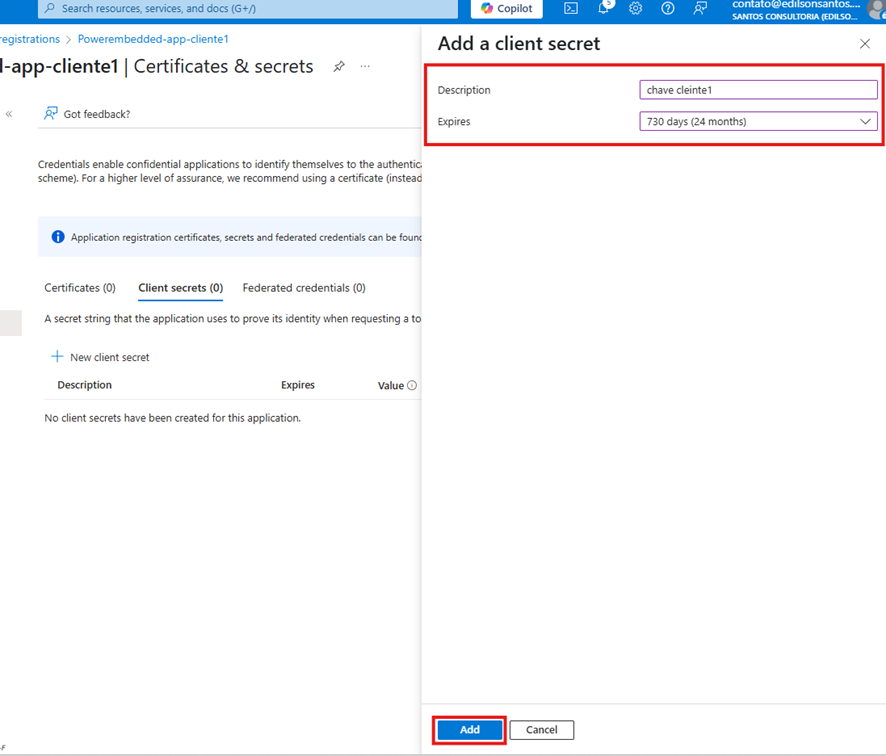 Search resources, services, and docs (G+/)
Copilot
5
contato@edilsonsantos....
SANTOS CONSULTORIA (EDILSO...
registrations > Powerembedded-app-cliente1
d-app-cliente1 | Certificates & secrets
...
«
Got feedback?
Credentials enable confidential applications to identify themselves to the authentic
scheme). For a higher level of assurance, we recommend using a certificate (instead
Application registration certificates, secrets and federated credentials can be found
Certificates (0)
Client secrets (0)
Federated credentials (0)
A secret string that the application uses to prove its identity when requesting a to
+ New client secret
Description
Expires
Value
No client secrets have been created for this application.
Add a client secret
Description
chave cleinte1
Expires
730 days (24 months)
Add
Cancel